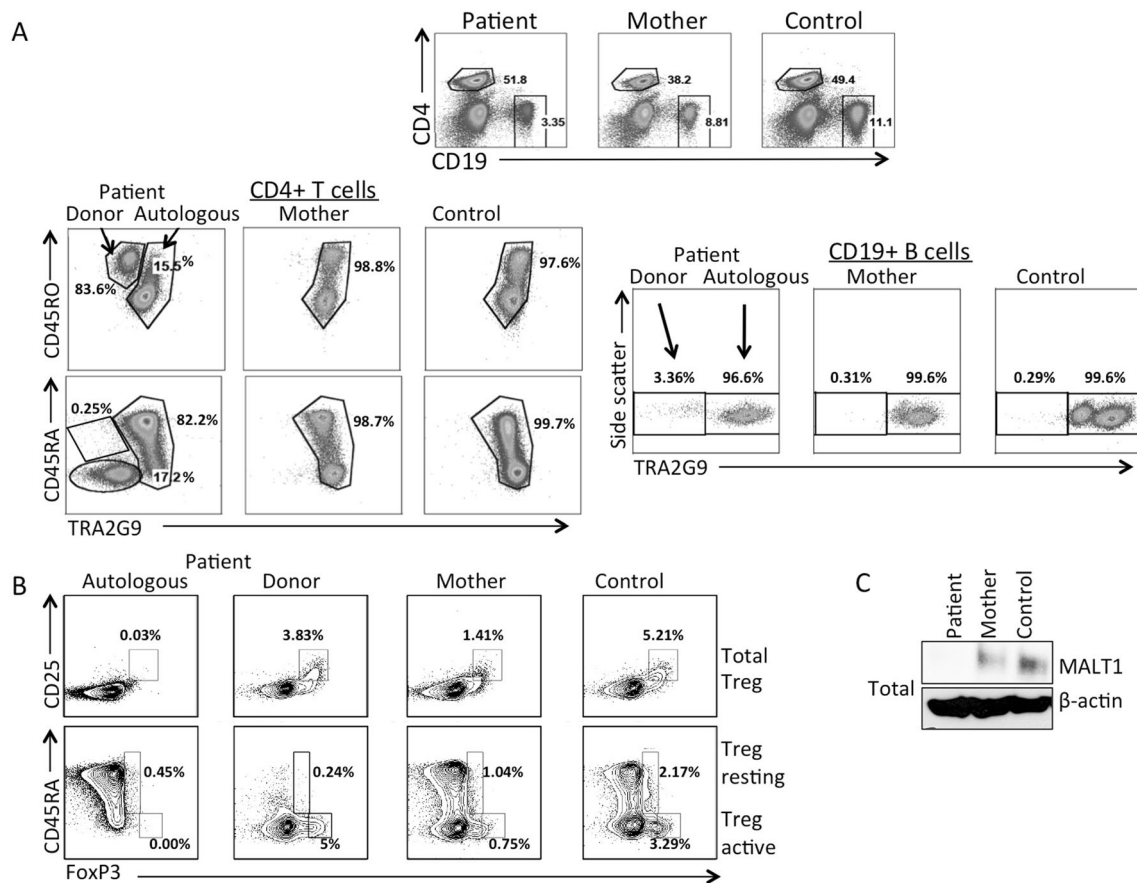 A
Patient Mother Control
51.8 38.2 49.4
3.35 8.81 11.1
CD4
CD19
CD4+ T cells
Patient
Donor Autologous Mother Control
15.5%
83.6%
98.8%
97.6%
CD45RO
0.25%
82.2%
17.2%
98.7%
99.7%
CD45RA
TRA2G9
CD19+ B cells
Patient
Donor Autologous Mother Control
3.36% 96.6% 0.31% 99.6% 0.29% 99.6%
Side scatter
TRA2G9
B
Patient
Autologous Donor Mother Control
0.03% 3.83% 1.41% 5.21%
CD25
Total
Treg
0.45% 0.24% 1.04% 2.17%
Treg
resting
0.00% 5% 0.75% 3.29%
Treg
active
CD45RA
FoxP3
C
Patient
Mother
Control
MALT1
Total
β-actin